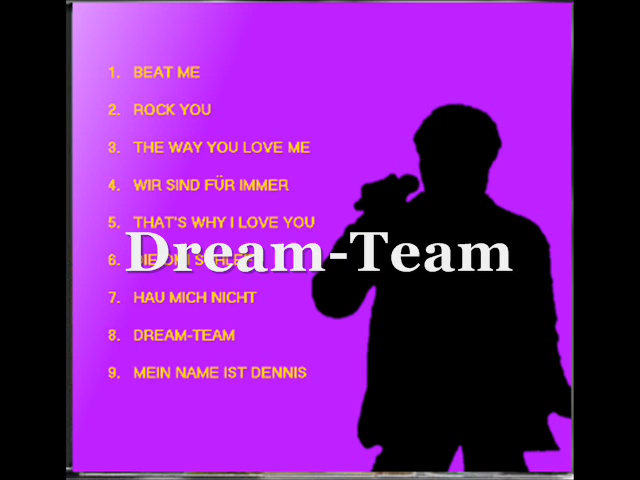 1. BEAT ME
2. ROCK YOU
3. THE WAY YOU LOVE ME
4. WIR SIND FÜR IMMER
5. THAT'S WHY I LOVE YOU
Dream-Team
6.
7. HAU MICH NICHT
8. DREAM-TEAM
9. MEIN NAME IST DENNIS